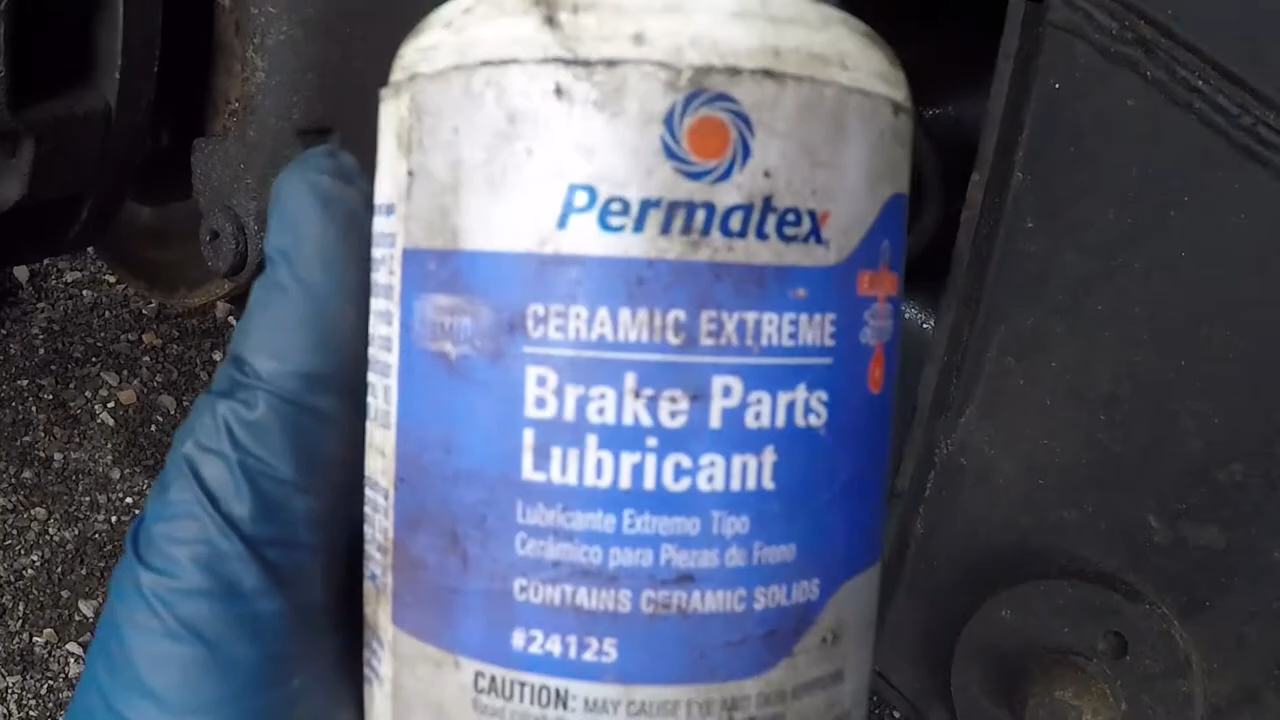 Permatex
CERAMIC EXTREME
Brake Parts
Lubricant
Lubricante Extremo Tipo
Cerámico para Piezas de Freno
CONTAINS CERAMIC SOLIDS
#24125
CAUTION: MAY CAUSE EYE AND SKIN
Read